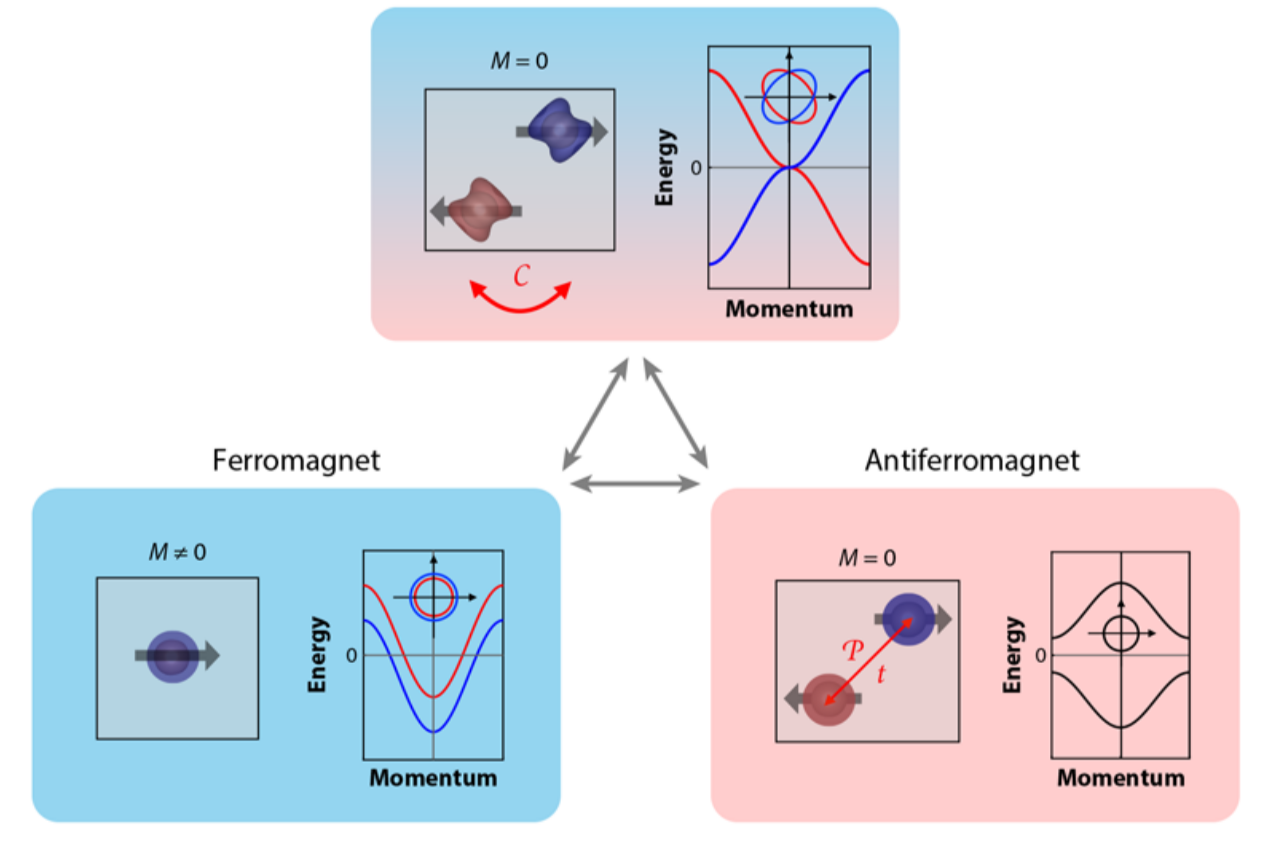 M = 0
Energy
0
C
Momentum
Ferromagnet
Antiferromagnet
M ≠ 0
Energy
0
Momentum
M = 0
P
t
Energy
0
Momentum